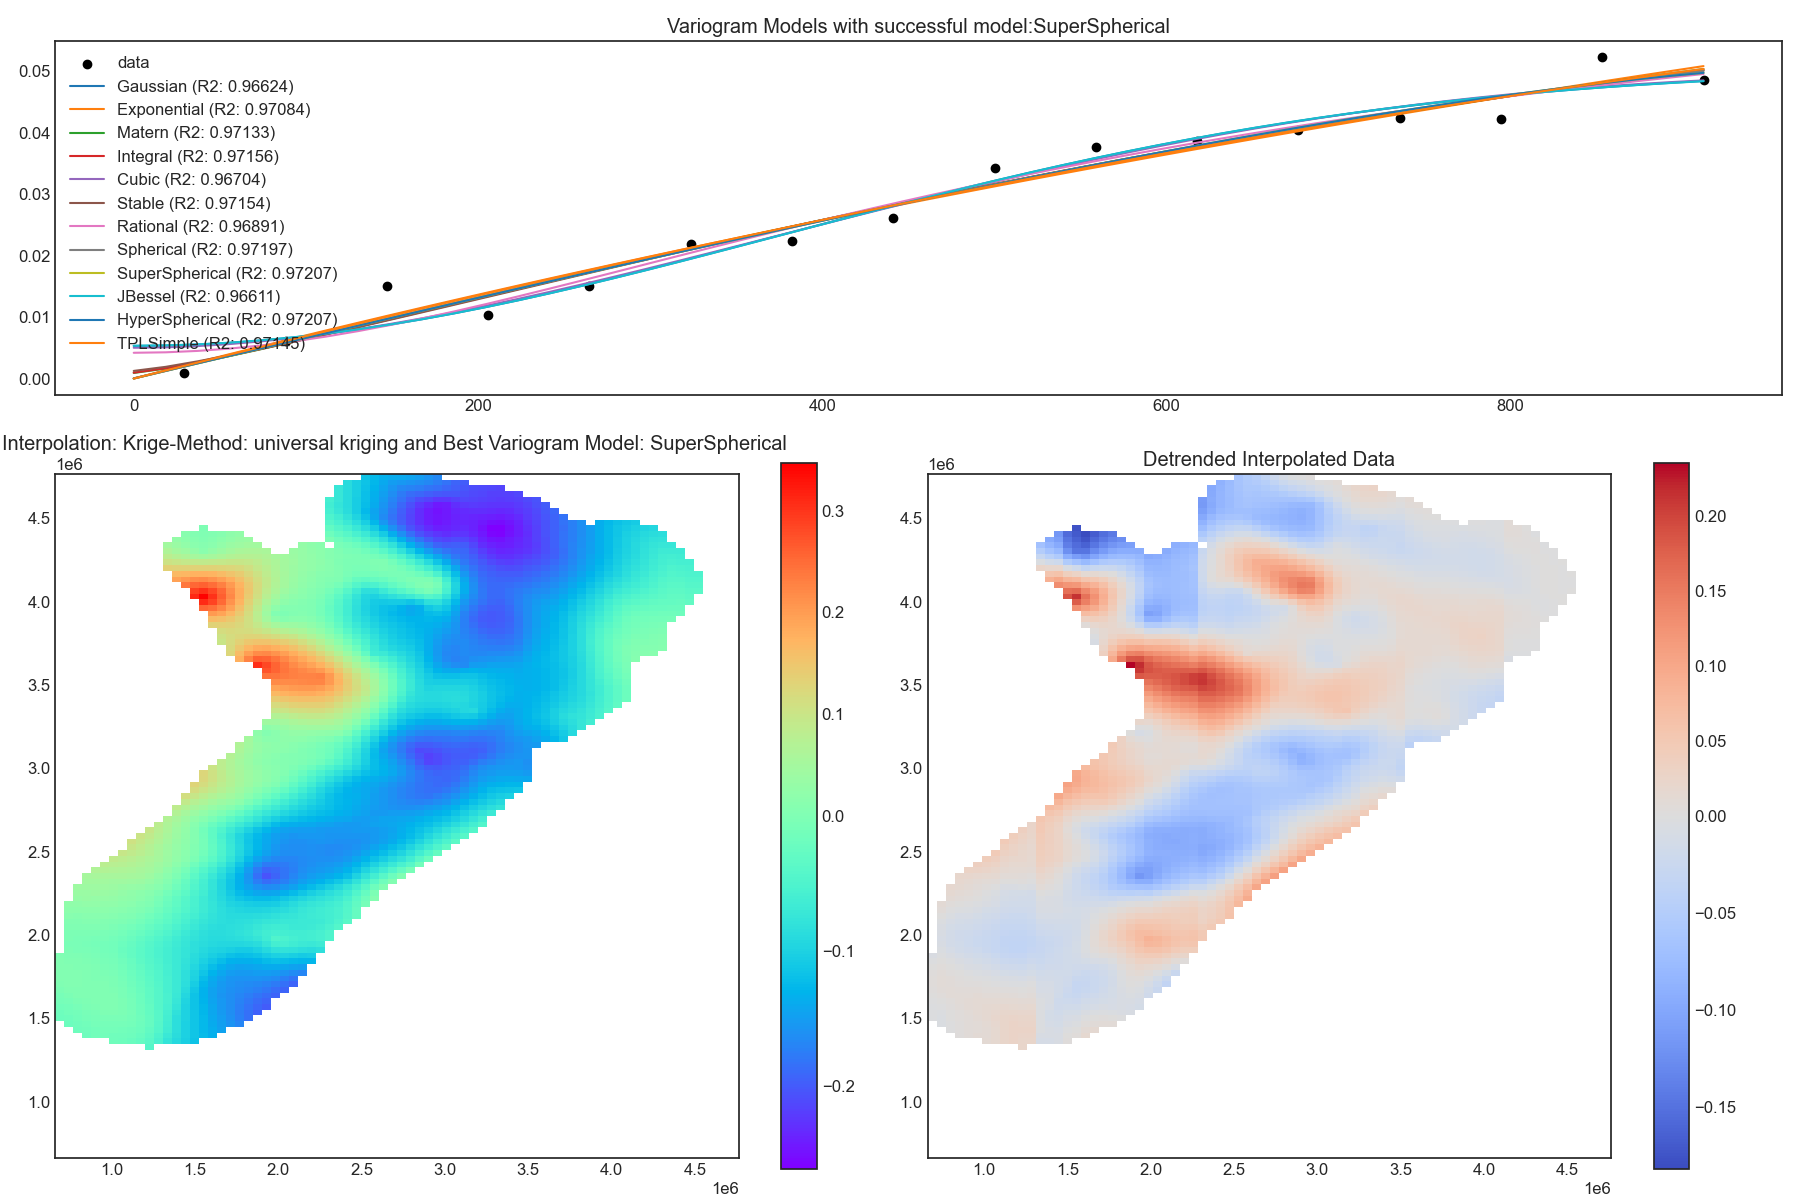 Variogram Models with successful model:SuperSpherical
data
Gaussian (R2: 0.96624)
Exponential (R2: 0.97084)
Matern (R2: 0.97133)
Integral (R2: 0.97156)
Cubic (R2: 0.96704)
Stable (R2: 0.97154)
Rational (R2: 0.96891)
Spherical (R2: 0.97197)
SuperSpherical (R2: 0.97207)
JBessel (R2: 0.96611)
HyperSpherical (R2: 0.97207)
TPLSimple (R2: 0.97145)
0.05
0.04
0.03
0.02
0.01
0.00
0 200 400 600 800
Interpolation: Krige-Method: universal kriging and Best Variogram Model: SuperSpherical
1e6
4.5
4.0
3.5
3.0
2.5
2.0
1.5
1.0
1.0 1.5 2.0 2.5 3.0 3.5 4.0 4.5
1e6
0.3
0.2
0.1
0.0
−0.1
−0.2
Detrended Interpolated Data
1e6
4.5
4.0
3.5
3.0
2.5
2.0
1.5
1.0
1.0 1.5 2.0 2.5 3.0 3.5 4.0 4.5
1e6
0.20
0.15
0.10
0.05
0.00
−0.05
−0.10
−0.15